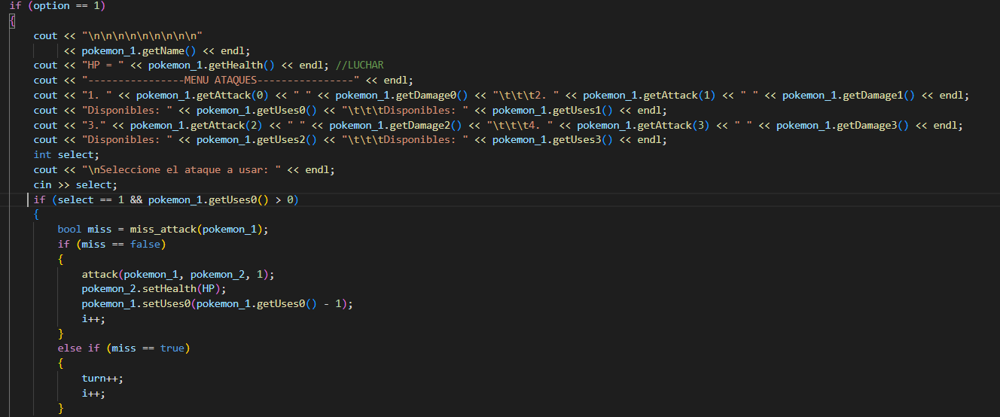 if (option == 1)
{
cout << "\n\n\n\n\n\n\n\n\n"
<< pokemon_1.getName() << endl;
cout << "HP = " << pokemon_1.getHealth() << endl; //LUCHAR
cout << "----------------MENU ATAQUES----------------" << endl;
cout << "1. " << pokemon_1.getAttack(0) << " " << pokemon_1.getDamage0() << "\t\t\t2. " << pokemon_1.getAttack(1) << " " << pokemon_1.getDamage1() << endl;
cout << "Disponibles: " << pokemon_1.getUses0() << "\t\t\tDisponibles: " << pokemon_1.getUses1() << endl;
cout << "3." << pokemon_1.getAttack(2) << " " << pokemon_1.getDamage2() << "\t\t\t4. " << pokemon_1.getAttack(3) << " " << pokemon_1.getDamage3() << endl;
cout << "Disponibles: " << pokemon_1.getUses2() << "\t\t\tDisponibles: " << pokemon_1.getUses3() << endl;
int select;
cout << "\nSeleccione el ataque a usar: " << endl;
cin >> select;
if (select == 1 && pokemon_1.getUses0() > 0)
{
bool miss = miss_attack(pokemon_1);
if (miss == false)
{
attack(pokemon_1, pokemon_2, 1);
pokemon_2.setHealth(HP);
pokemon_1.setUses0(pokemon_1.getUses0() - 1);
i++;
}
else if (miss == true)
{
turn++;
i++;
}